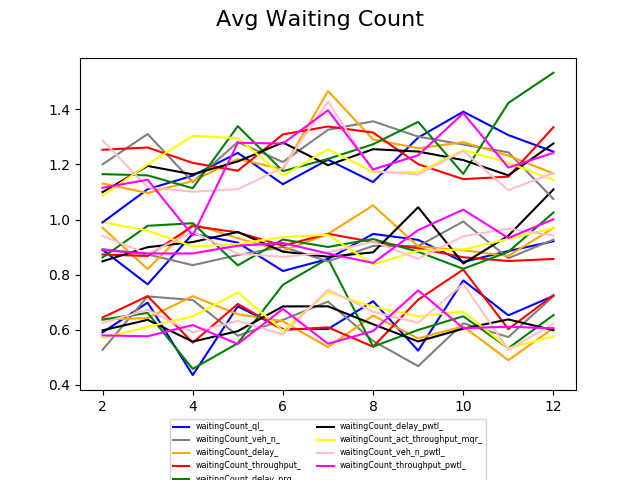 Avg Waiting Count
1.4
1.2
1.0
0.8
0.6
0.4
2 4 6 8 10 12
waitingCount_ql_ waitingCount_delay_pwtl_
waitingCount_veh_n_ waitingCount_act_throughput_mqr_
waitingCount_delay_ waitingCount_veh_n_pwtl_
waitingCount_throughput_ waitingCount_throughput_pwtl_
waitingCount_delay_prq_